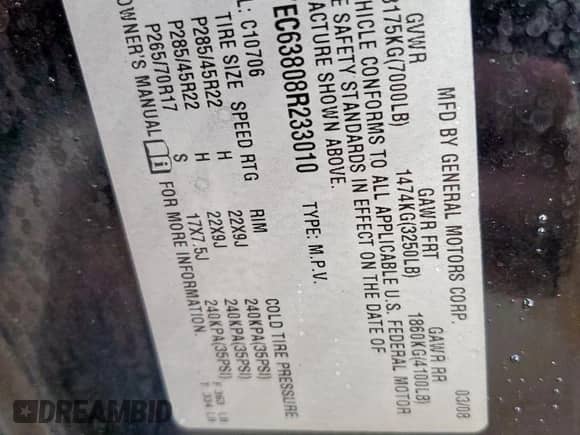 MFD BY GENERAL MOTORS CORP. 03/08
GVWR GAWR FRT GAWR RR
3175KG(7000LB) 1474KG(3250LB) 1860KG(4100LB)
VEHICLE CONFORMS TO ALL APPLICABLE U.S. FEDERAL MOTOR
SAFETY STANDARDS IN EFFECT ON THE DATE OF
SHOWN ABOVE.
EC63808R233010 TYPE: M.P.V.
C10706
TIRE SIZE SPEED RTG RIM COLD TIRE PRESSURE
P285/45R22 H 22X9J 240KPA(35PSI)
P285/45R22 H 22X9J 240KPA(35PSI)
P265/70R17 S 17X7.5J 240KPA(35PSI)
OWNER'S MANUAL i FOR MORE INFORMATION
DREAMBID